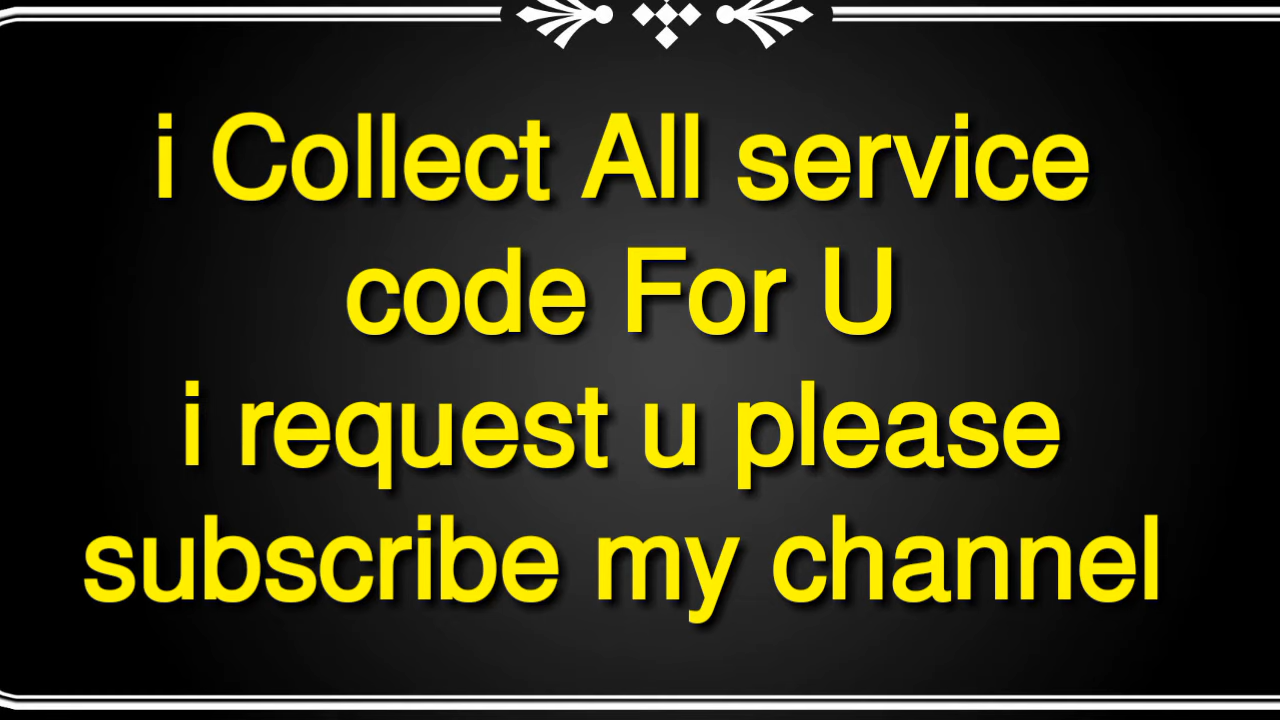 i Collect All service
code For U
i request u please
subscribe my channel